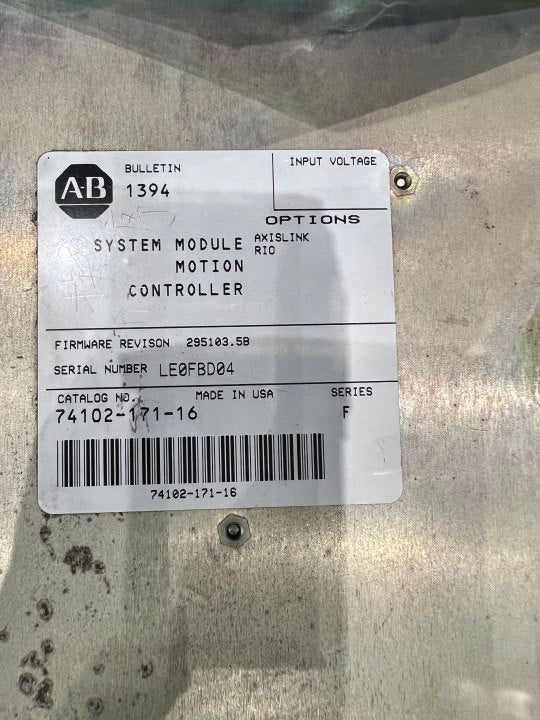 A-B
BULLETIN
1394
INPUT VOLTAGE
OPTIONS
AXISLINK
RIO
SYSTEM MODULE
MOTION
CONTROLLER
FIRMWARE REVISON 295103.5B
SERIAL NUMBER LE0FBD04
CATALOG NO. MADE IN USA SERIES
74102-171-16 F
74102-171-16